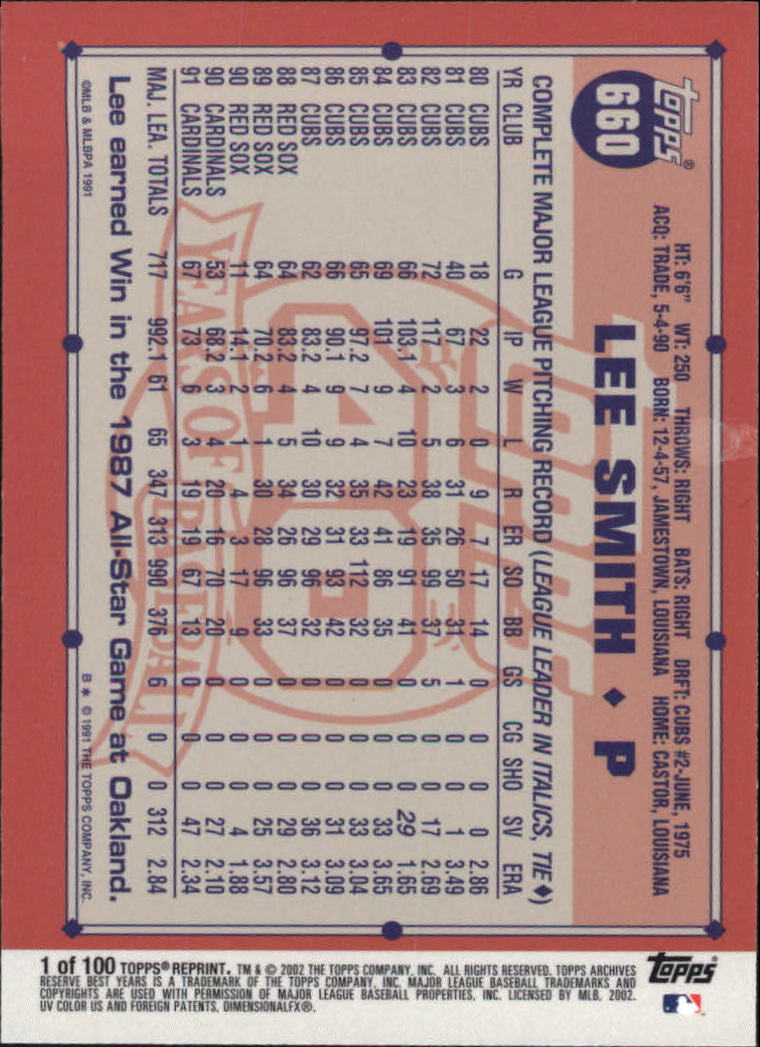 topps®
660
HT: 6'6" WT: 250 THROWS: RIGHT BATS: RIGHT DRFT: CUBS #2-JUNE, 1975
ACQ: TRADE, 5-4-90 BORN: 12-4-57, JAMESTOWN, LOUISIANA HOME: CASTOR, LOUISIANA
LEE SMITH ♦ P
COMPLETE MAJOR LEAGUE PITCHING RECORD (LEAGUE LEADER IN ITALICS, TIE♦)
YR CLUB G IP W L R ER SO BB GS CG SHO SV ERA
80 CUBS 18 22 2 0 9 7 17 14 0 0 0 0 2.86
81 CUBS 40 67 3 6 31 26 50 31 1 0 0 1 3.49
82 CUBS 72 117 2 5 38 35 99 37 5 0 0 17 2.69
83 CUBS 66 103.1 4 10 23 19 91 41 0 0 0 29 1.65
84 CUBS 69 101 9 7 42 41 86 35 0 0 0 33 3.65
85 CUBS 65 97.2 7 4 35 33 112 32 0 0 0 33 3.04
86 CUBS 66 90.1 9 9 32 31 93 42 0 0 0 31 3.09
87 CUBS 62 83.2 4 10 30 29 96 32 0 0 0 36 3.12
88 RED SOX 64 83.2 4 5 34 26 96 37 0 0 0 29 2.80
89 RED SOX 64 70.2 6 1 30 28 96 33 0 0 0 25 3.57
90 RED SOX 11 14.1 2 1 4 3 17 9 0 0 0 4 1.88
90 CARDINALS 53 68.2 3 4 20 16 70 20 0 0 0 27 2.10
91 CARDINALS 67 73 6 3 19 19 67 13 0 0 0 47 2.34
MAJ. LEA. TOTALS 717 992.1 61 65 347 313 990 376 6 0 0 312 2.84
Topps
40
YEARS OF BASEBALL
Lee earned Win in the 1987 All-Star Game at Oakland.
©MLB & MLBPA 1991 B * © 1991 THE TOPPS COMPANY, INC.
topps®
1 of 100 TOPPS® REPRINT. TM & © 2002 THE TOPPS COMPANY, INC. ALL RIGHTS RESERVED. TOPPS ARCHIVES
RESERVE BEST YEARS IS A TRADEMARK OF THE TOPPS COMPANY, INC. MAJOR LEAGUE BASEBALL TRADEMARKS AND
COPYRIGHTS ARE USED WITH PERMISSION OF MAJOR LEAGUE BASEBALL PROPERTIES, INC. LICENSED BY MLB, 2002.
UV COLOR US AND FOREIGN PATENTS, DIMENSIONALFX®.